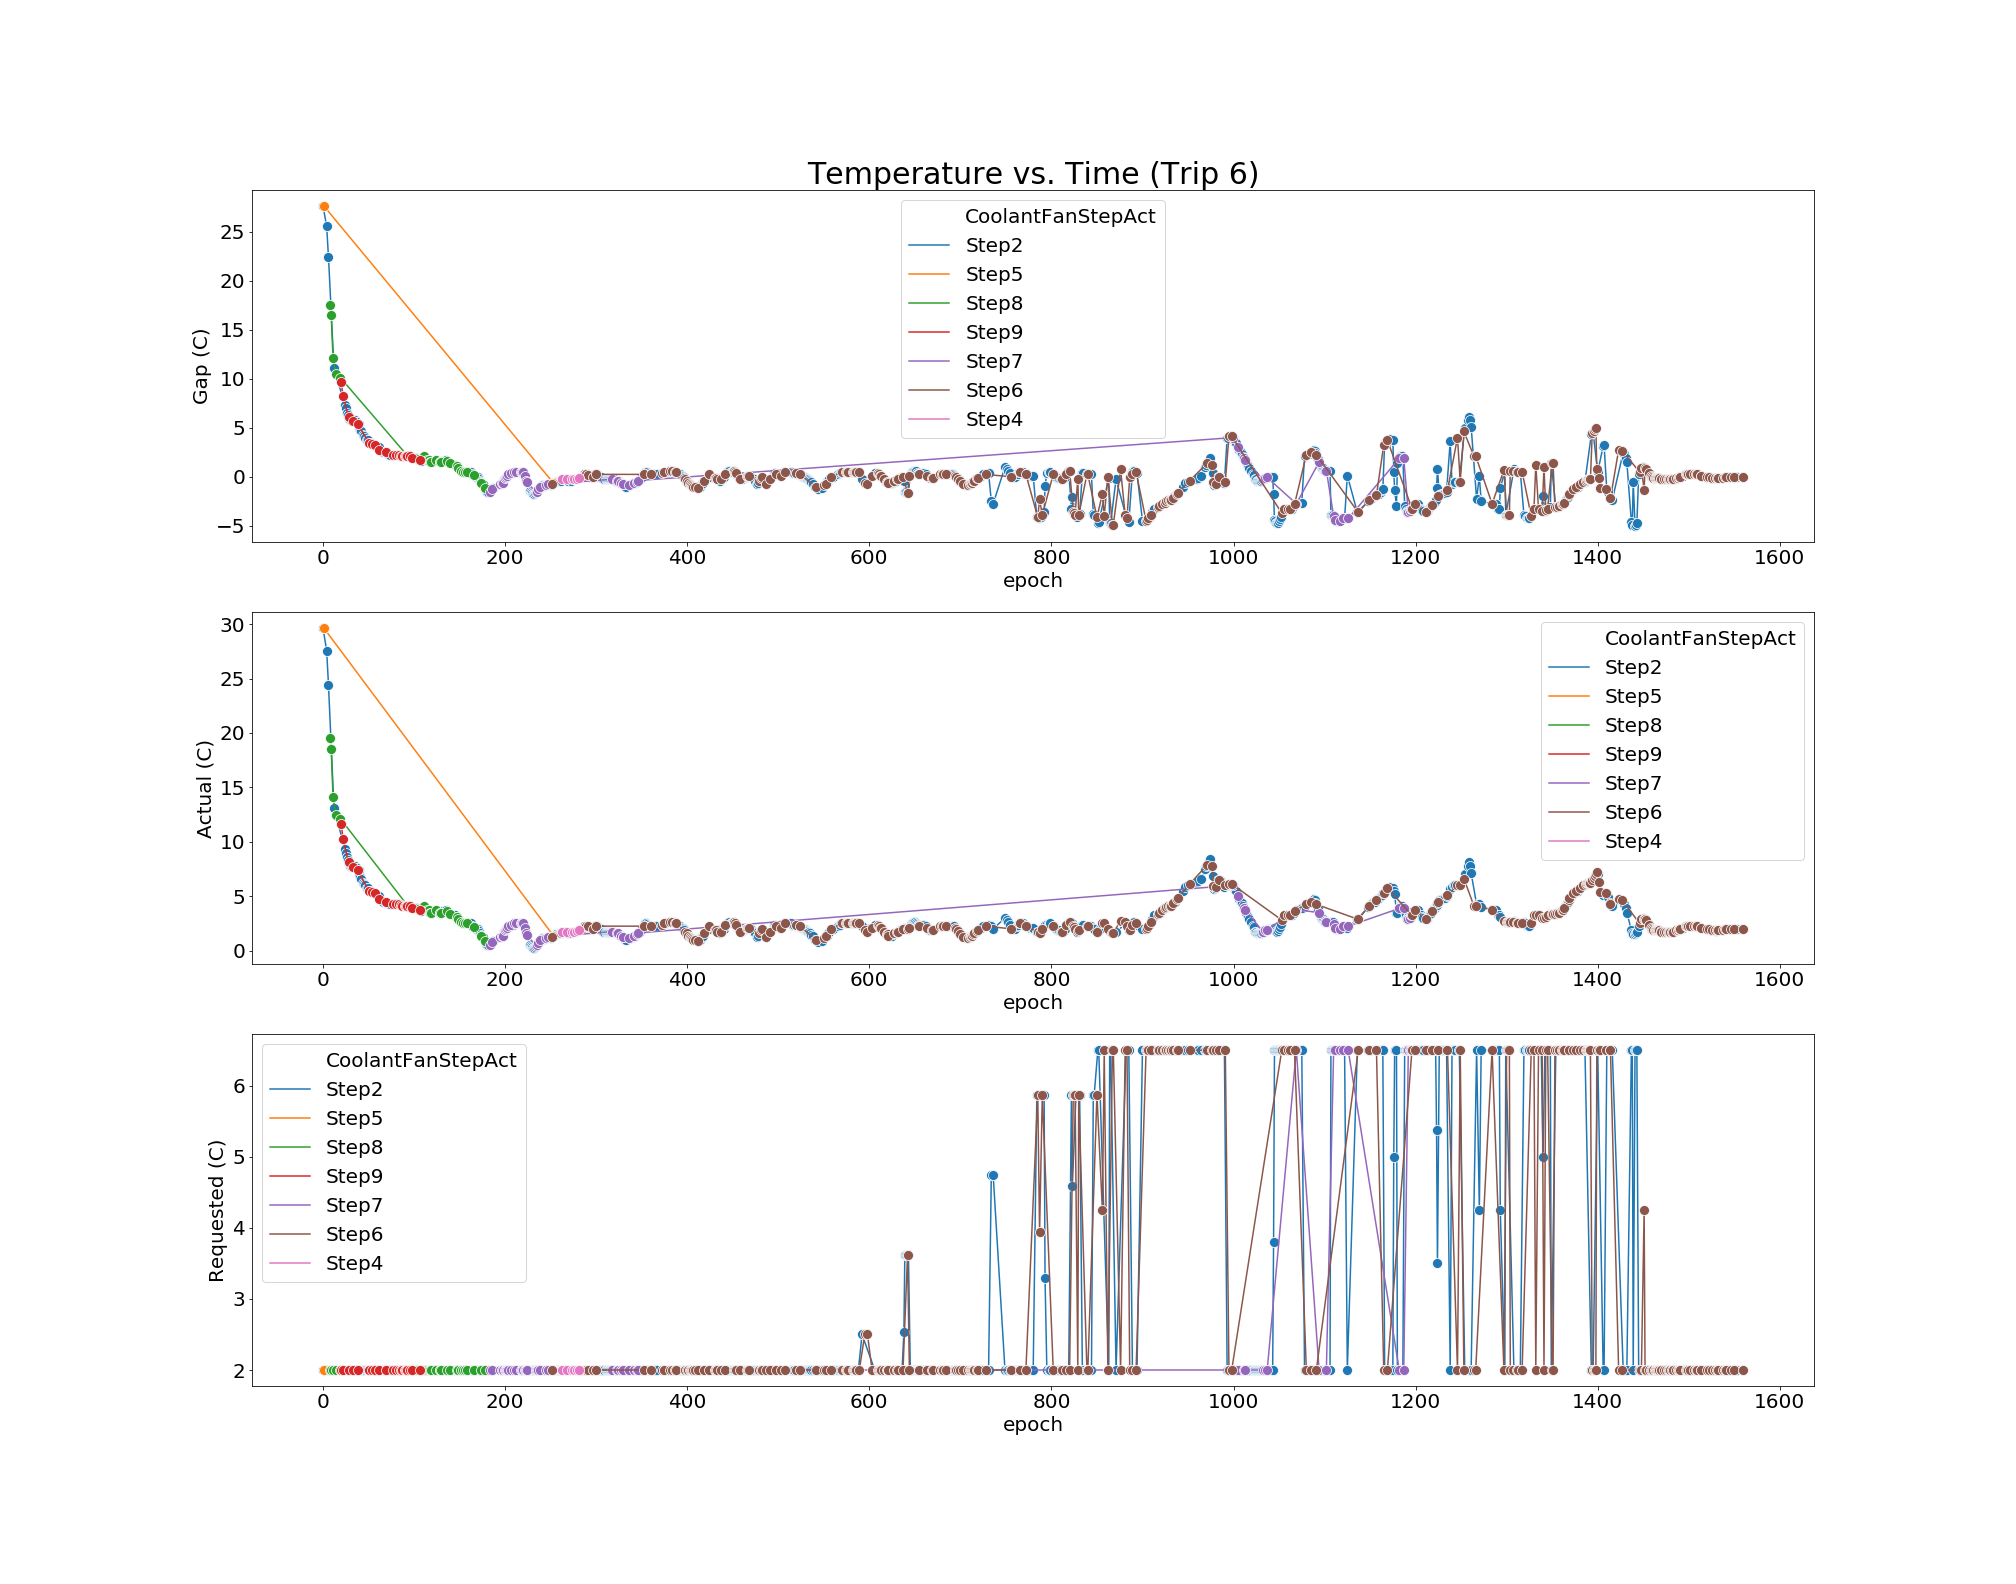 Temperature vs. Time (Trip 6)
Gap (C)
25
20
15
10
5
0
−5
CoolantFanStepAct
Step2
Step5
Step8
Step9
Step7
Step6
Step4
0 200 400 600 800 1000 1200 1400 1600
epoch
Actual (C)
30
25
20
15
10
5
0
CoolantFanStepAct
Step2
Step5
Step8
Step9
Step7
Step6
Step4
0 200 400 600 800 1000 1200 1400 1600
epoch
Requested (C)
6
5
4
3
2
CoolantFanStepAct
Step2
Step5
Step8
Step9
Step7
Step6
Step4
0 200 400 600 800 1000 1200 1400 1600
epoch